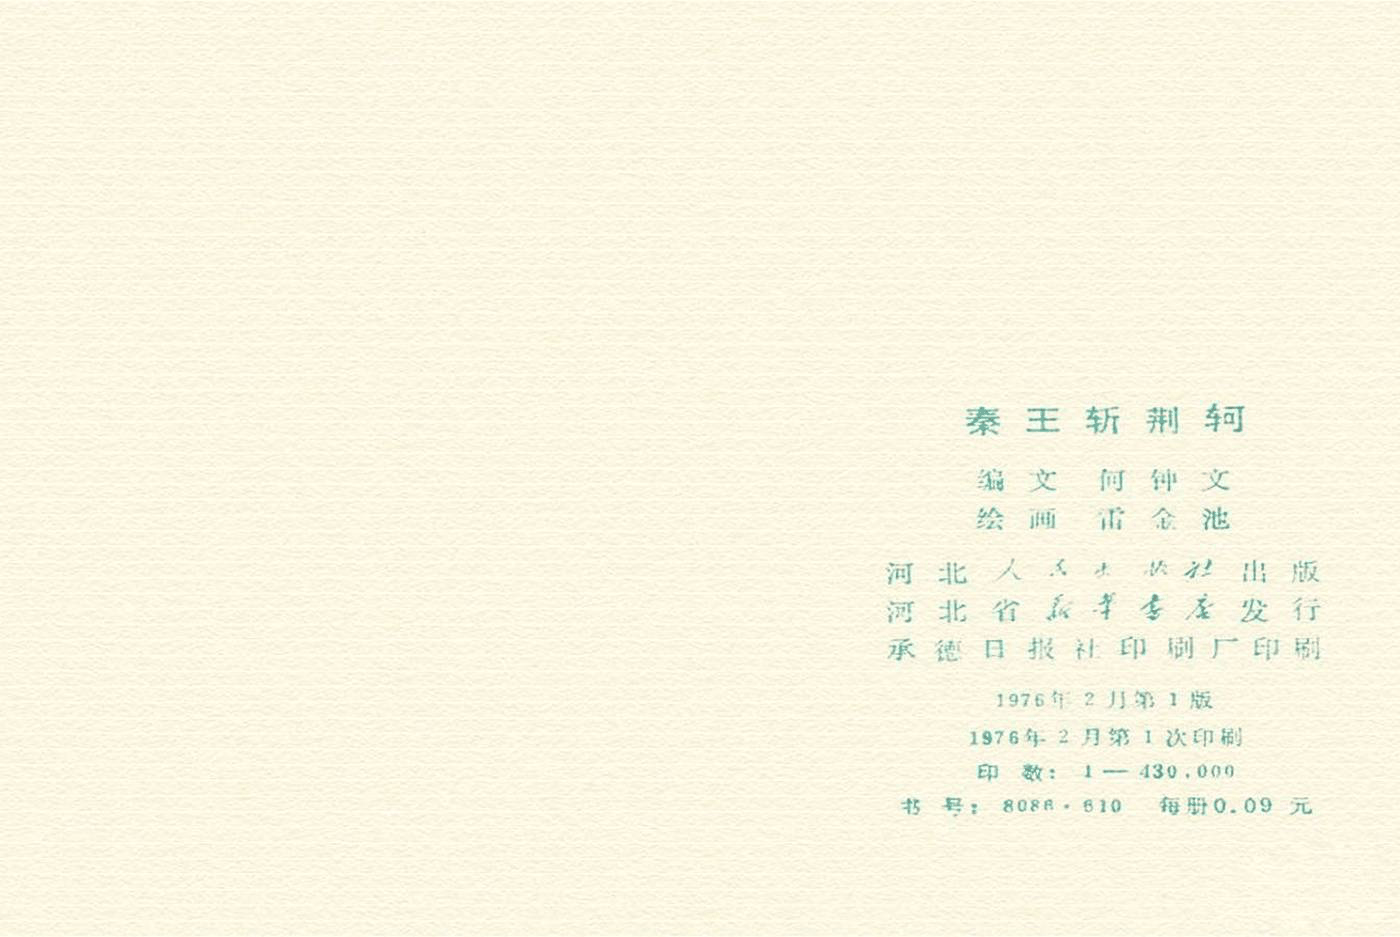 秦王斩荆轲
编文 何钟文
绘画 雷金池
河北人民出版社出版
河北省新华书店发行
承德日报社印刷厂印刷
1976年2月第1版
1976年2月第1次印刷
印数：1—430,000
书号：8086·610 每册0.09元